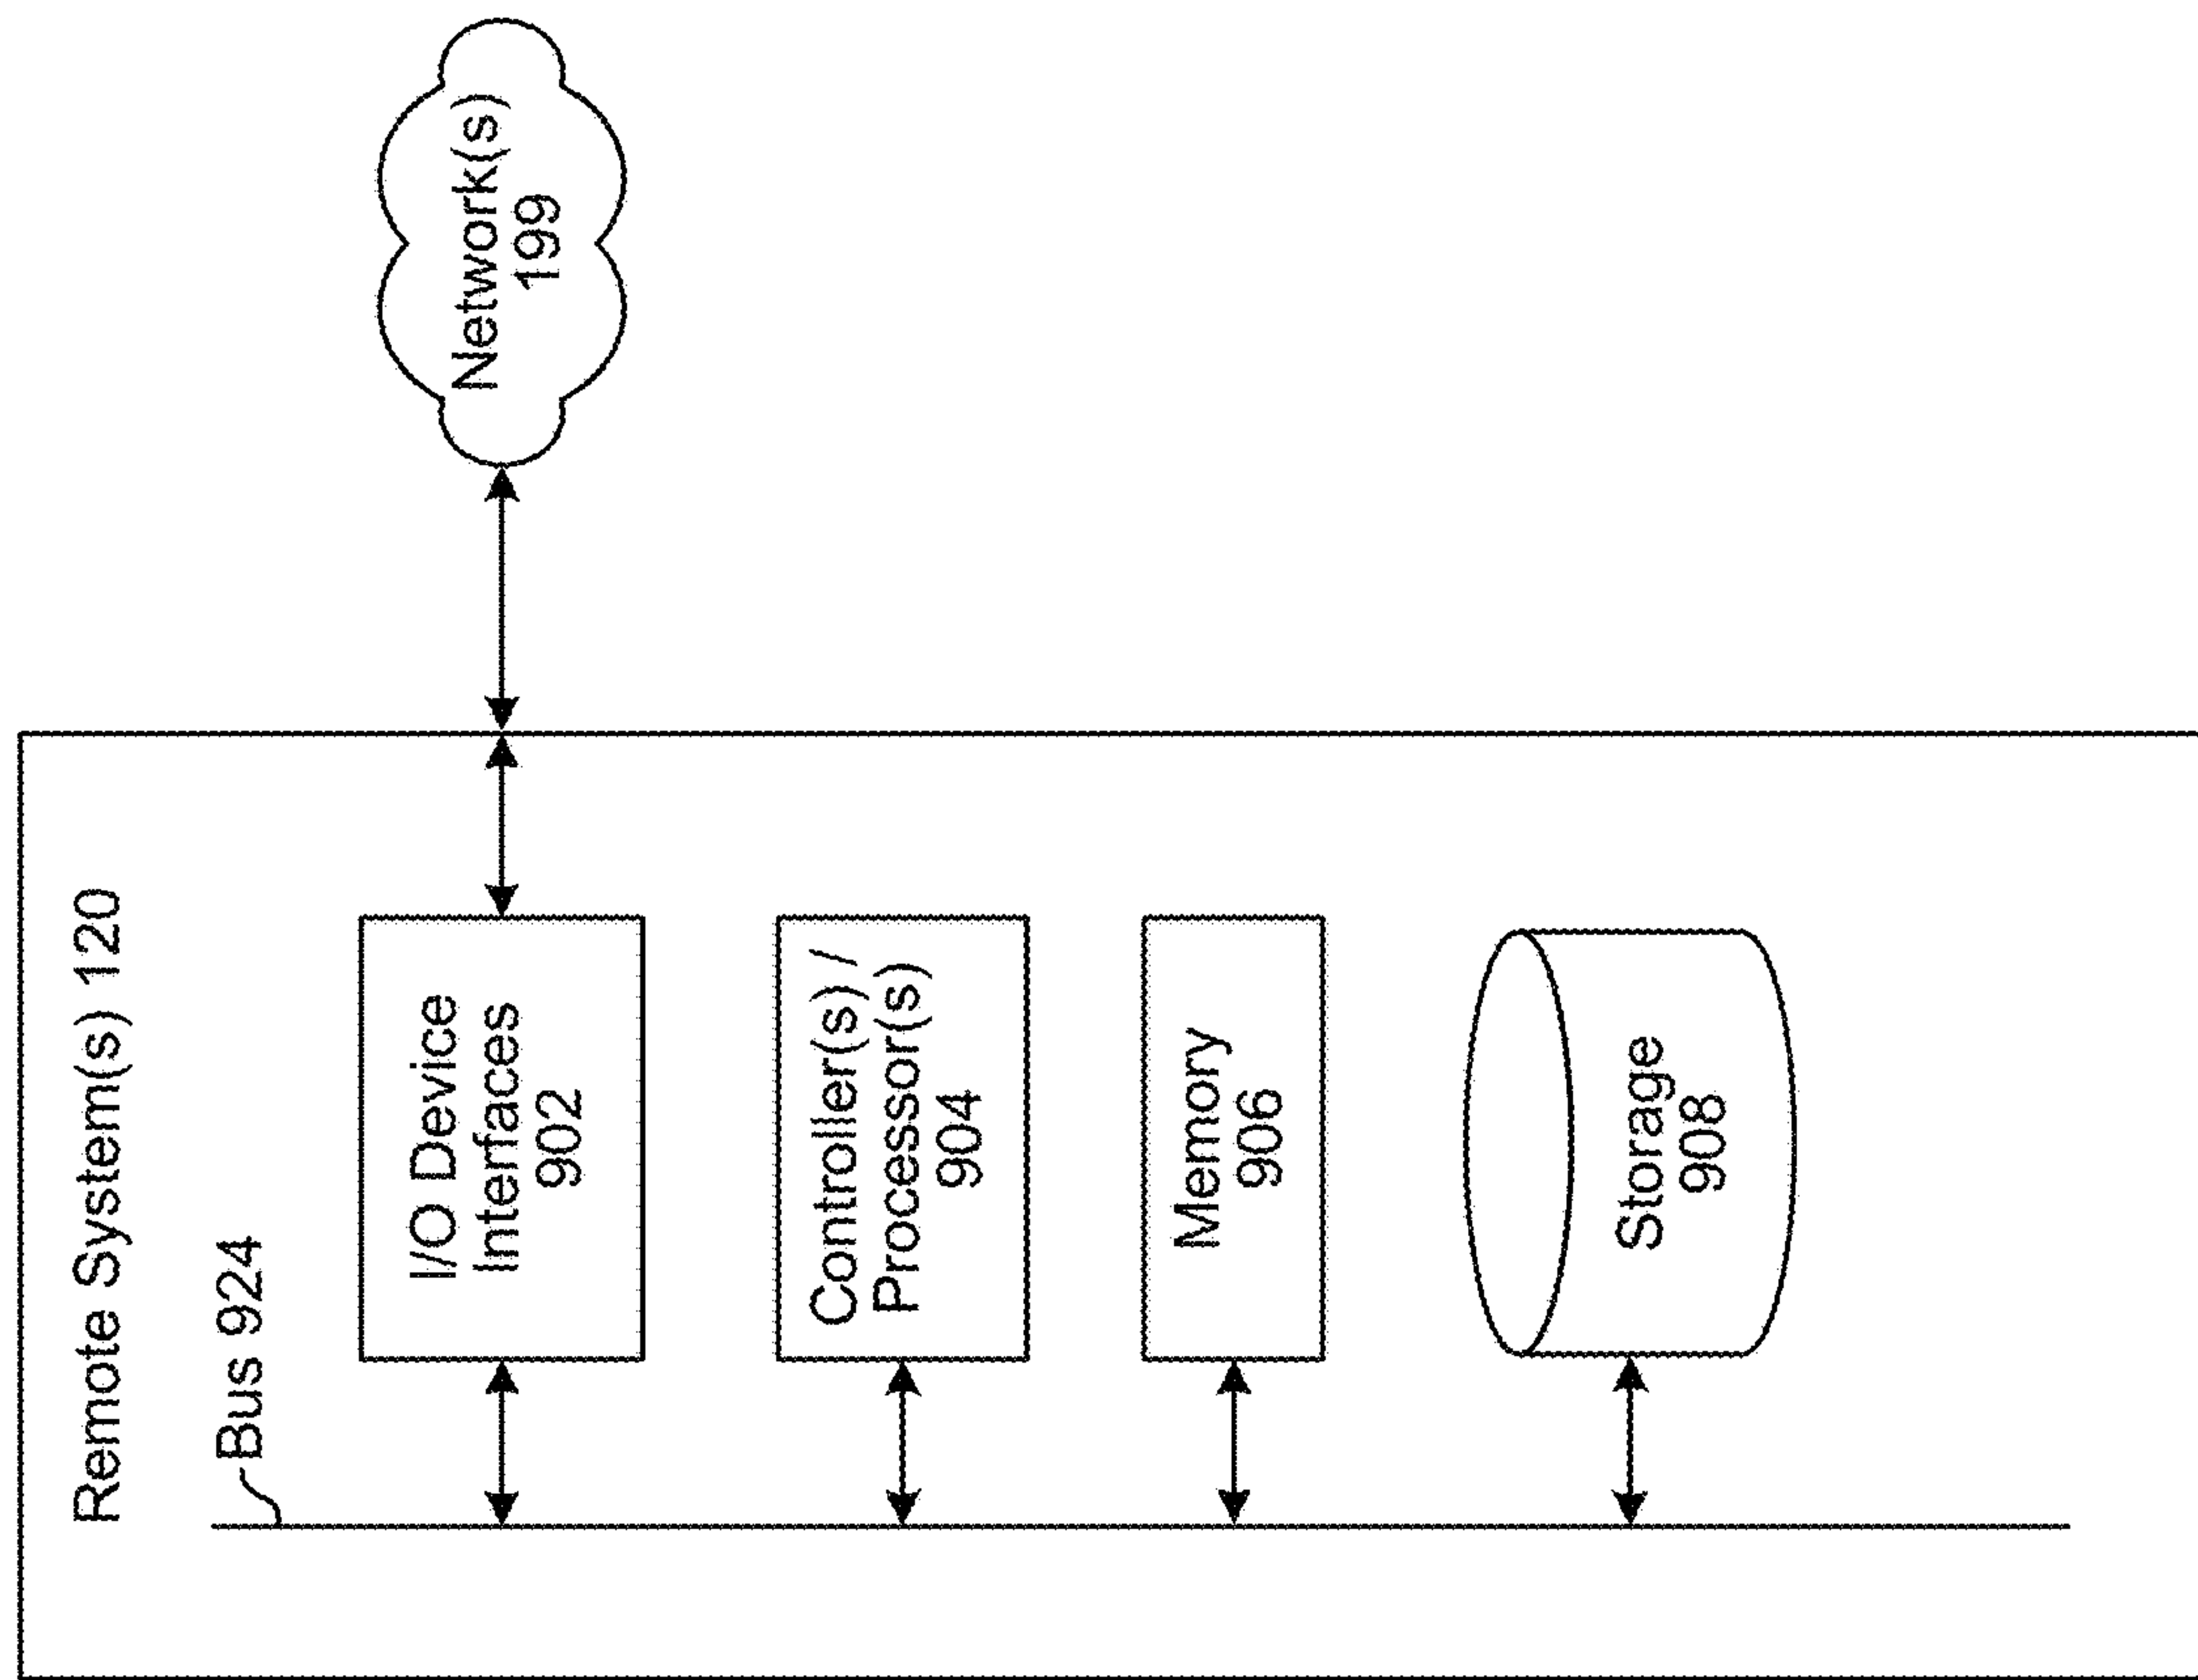 Remote System(s) 120
Bus 924
I/O Device
Interfaces
902
Network(s)
199
Controller(s) /
Processor(s)
904
Memory
906
Storage
908